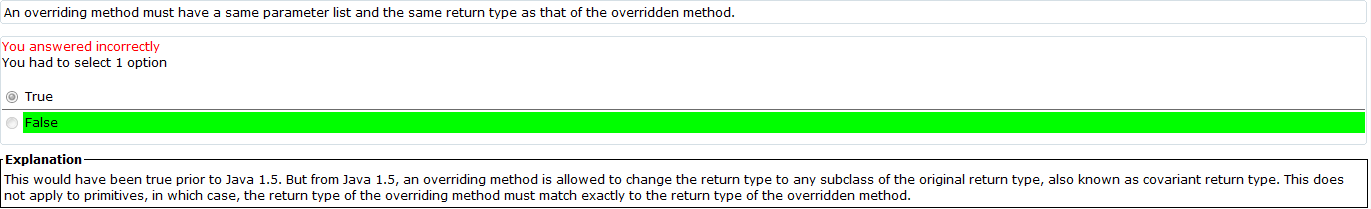 An overriding method must have a same parameter list and the same return type as that of the overridden method.
You answered incorrectly
You had to select 1 option
True
False
Explanation
This would have been true prior to Java 1.5. But from Java 1.5, an overriding method is allowed to change the return type to any subclass of the original return type, also known as covariant return type. This does
not apply to primitives, in which case, the return type of the overriding method must match exactly to the return type of the overridden method.